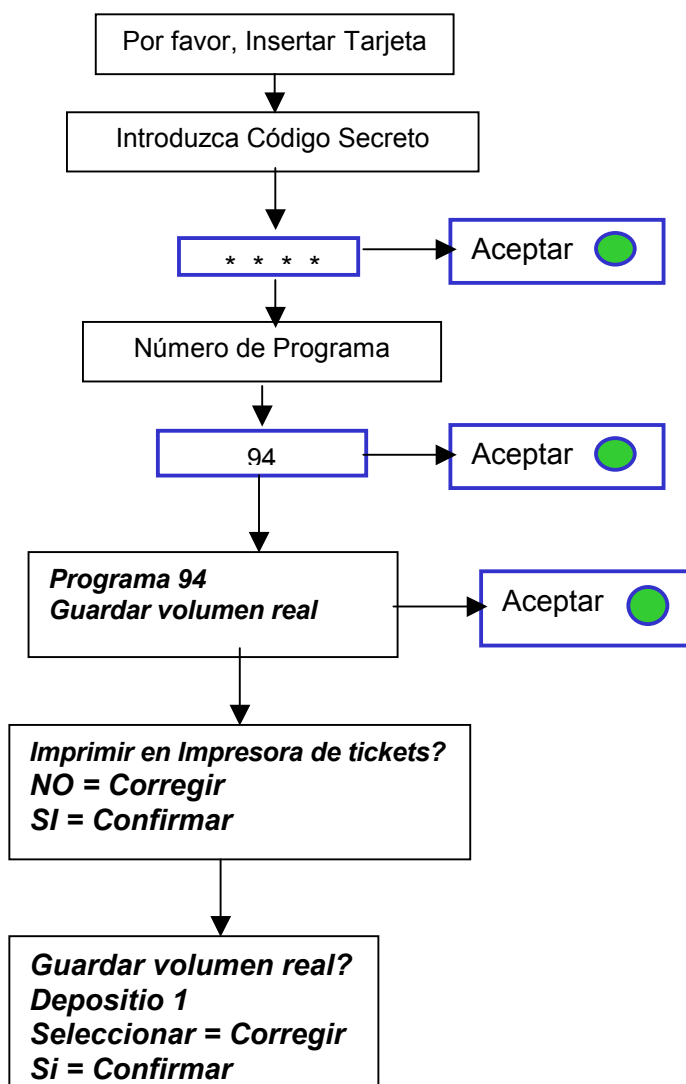 Por favor, Insertar Tarjeta
Introduzca Código Secreto
* * * *
Aceptar
Número de Programa
94
Aceptar
Programa 94
Guardar volumen real
Aceptar
Imprimir en Impresora de tickets?
NO = Corregir
SI = Confirmar
Guardar volumen real?
Depositio 1
Seleccionar = Corregir
Si = Confirmar